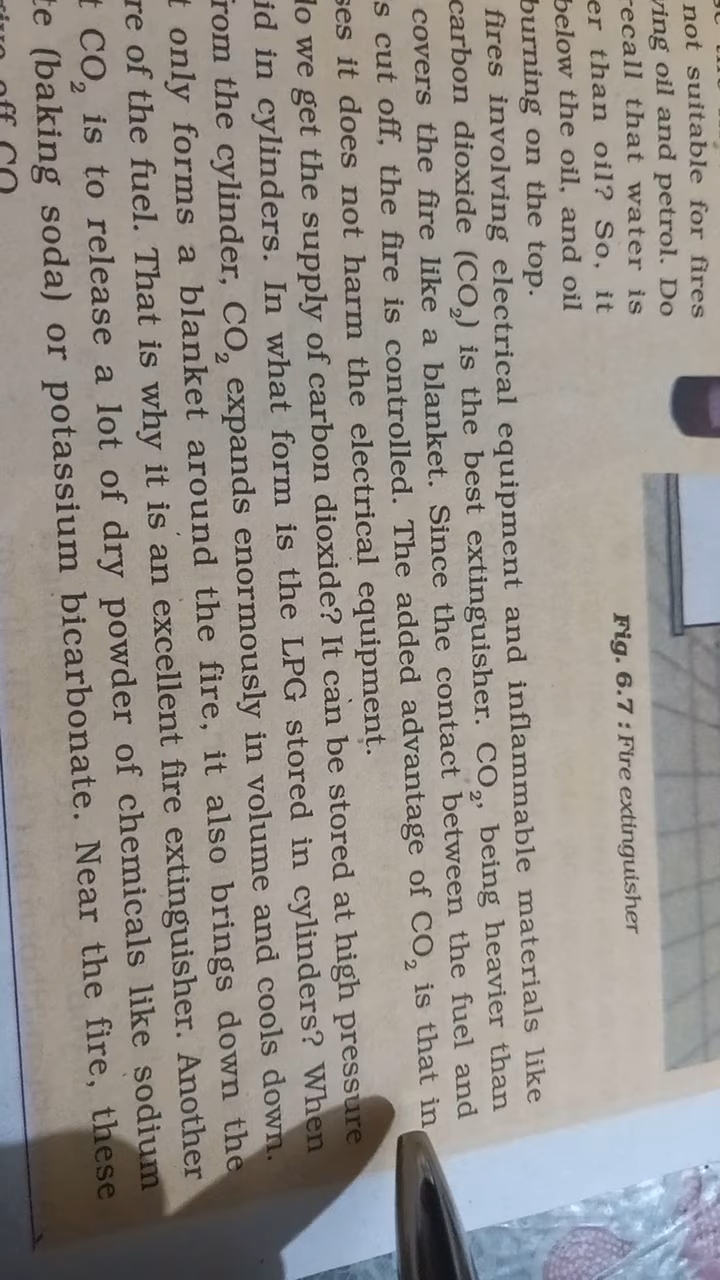 not suitable for fires
ving oil and petrol. Do
recall that water is
er than oil? So, it
below the oil, and oil
burning on the top.
Fig. 6.7 : Fire extinguisher
fires involving electrical equipment and inflammable materials like
carbon dioxide (CO₂) is the best extinguisher. CO₂, being heavier than
covers the fire like a blanket. Since the contact between the fuel and
s cut off, the fire is controlled. The added advantage of CO₂ is that in
ses it does not harm the electrical equipment.
do we get the supply of carbon dioxide? It can be stored at high pressure
id in cylinders. In what form is the LPG stored in cylinders? When
rom the cylinder, CO₂ expands enormously in volume and cools down.
t only forms a blanket around the fire, it also brings down the
re of the fuel. That is why it is an excellent fire extinguisher. Another
t CO₂ is to release a lot of dry powder of chemicals like sodium
te (baking soda) or potassium bicarbonate. Near the fire, these
off CO